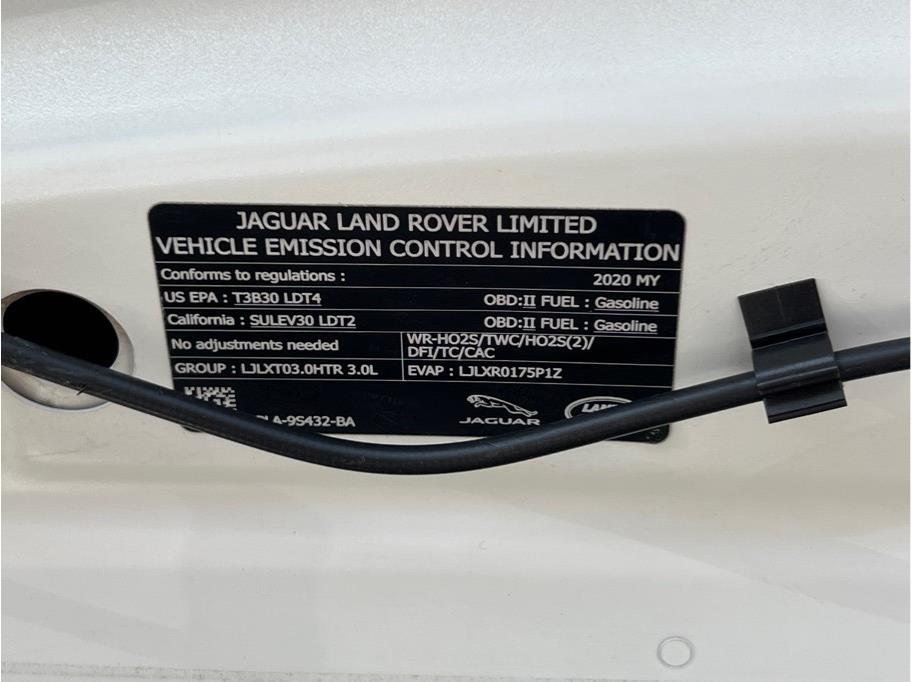 JAGUAR LAND ROVER LIMITED
VEHICLE EMISSION CONTROL INFORMATION
Conforms to regulations : 2020 MY
US EPA : T3B30 LDT4 OBD:II FUEL : Gasoline
California : SULEV30 LDT2 OBD:II FUEL : Gasoline
No adjustments needed WR-HO2S/TWC/HO2S(2)/
DFI/TC/CAC
GROUP : LJLXT03.0HTR 3.0L EVAP : LJLXR0175P1Z
A-9S432-BA JAGUAR LAND